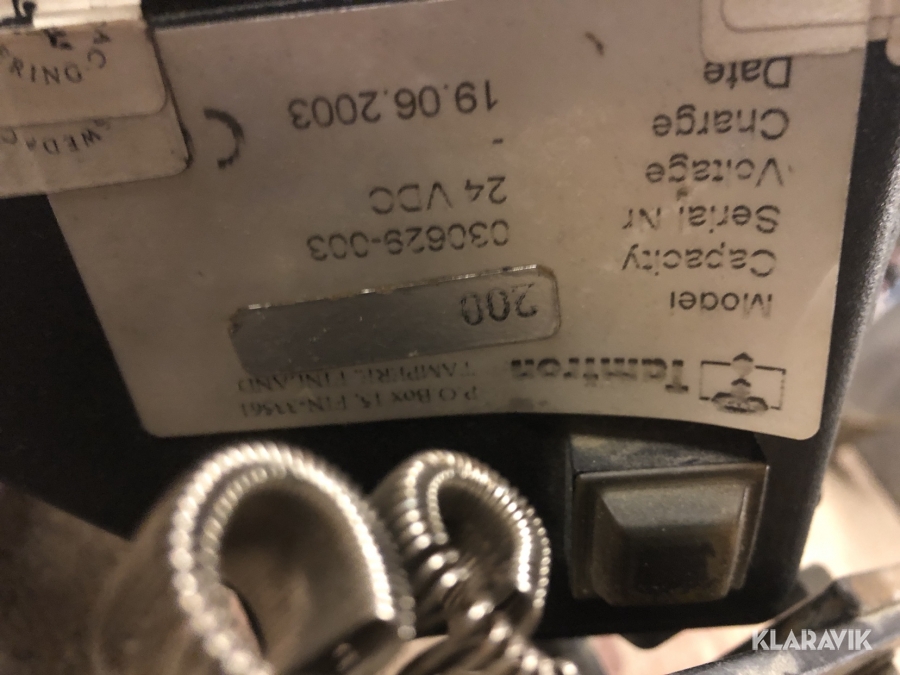 Tamtron
P.O Box 15, FIN-33561
TAMPERE, FINLAND
Model 200
Capacity
Serial Nr 030629-003
Voltage 24 VDC
Charge -
Date 19.06.2003
C
KLARAVIK